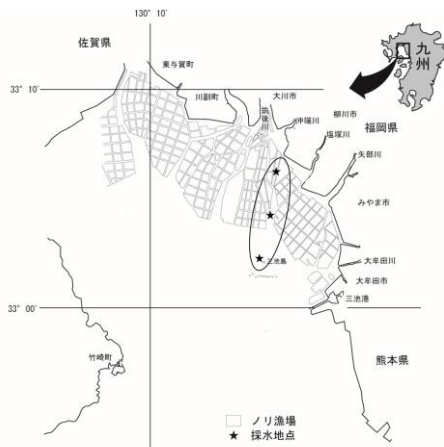 130° 10'
佐賀県
東与賀町
九州
33° 10'
川副町
大川市
筑後川
沖端川
柳川市
福岡県
塩塚川
矢部川
みやま市
三池島
大牟田川
大牟田市
三池港
33° 00'
竹崎町
熊本県
ノリ漁場
採水地点